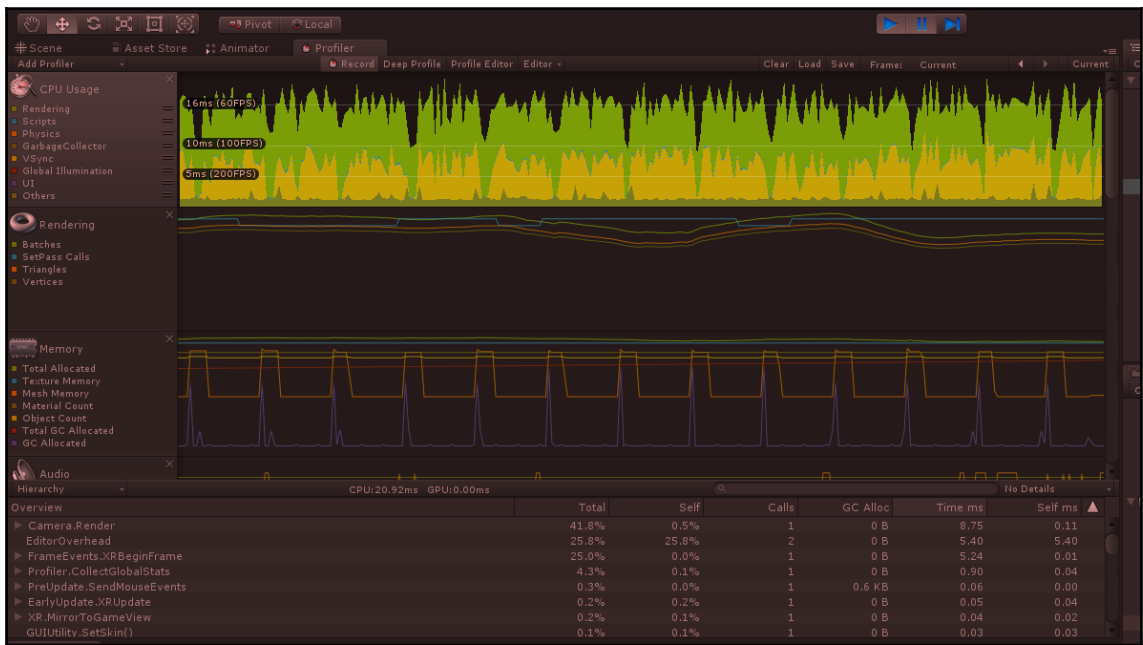 Pivot Local
Scene Asset Store Animator Profiler
Add Profiler Record Deep Profile Profile Editor Editor Clear Load Save Frame: Current Current
CPU Usage
Rendering
Scripts
Physics
GarbageCollector
VSync
Global Illumination
UI
Others
16ms (60FPS)
10ms (100FPS)
5ms (200FPS)
Rendering
Batches
SetPass Calls
Triangles
Vertices
Memory
Total Allocated
Texture Memory
Mesh Memory
Material Count
Object Count
Total GC Allocated
GC Allocated
Audio
Hierarchy CPU:20.92ms GPU:0.00ms No Details
Overview Total Self Calls GC Alloc Time ms Self ms
Camera.Render 41.8% 0.5% 1 0 B 8.75 0.11
EditorOverhead 25.8% 25.8% 2 0 B 5.40 5.40
FrameEvents.XRBeginFrame 25.0% 0.0% 1 0 B 5.24 0.01
Profiler.CollectGlobalStats 4.3% 0.1% 1 0 B 0.90 0.04
PreUpdate.SendMouseEvents 0.3% 0.0% 1 0.6 KB 0.06 0.00
EarlyUpdate.XRUpdate 0.2% 0.2% 1 0 B 0.05 0.04
XR.MirrorToGameView 0.2% 0.1% 1 0 B 0.04 0.02
GUIUtility.SetSkin() 0.1% 0.1% 1 0 B 0.03 0.03